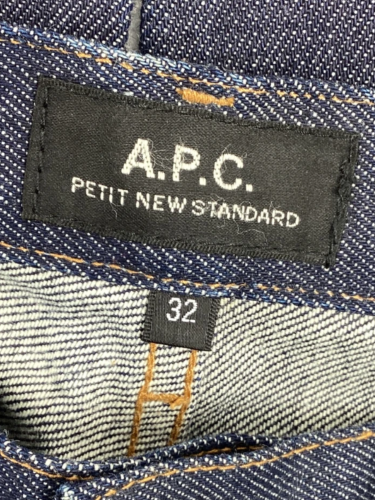 A.P.C.
PETIT NEW STANDARD
32